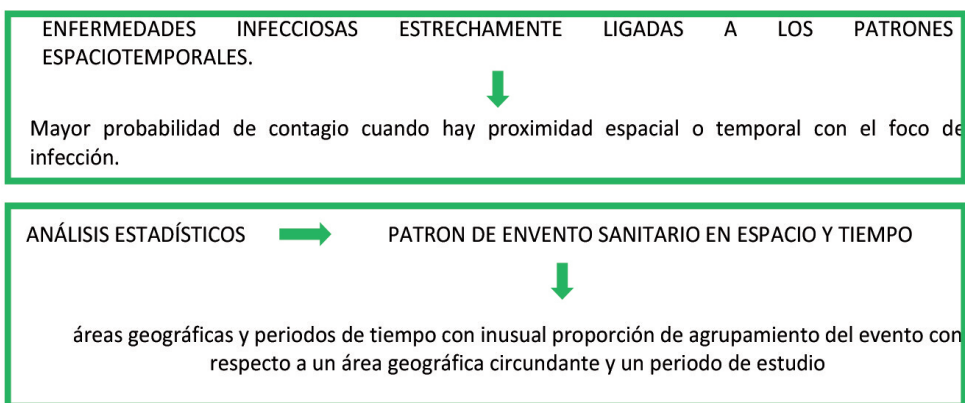 ENFERMEDADES INFECCIOSAS ESTRECHAMENTE LIGADAS A LOS PATRONES
ESPACIOTEMPORALES.
Mayor probabilidad de contagio cuando hay proximidad espacial o temporal con el foco de
infección.
ANÁLISIS ESTADÍSTICOS PATRON DE ENVENTO SANITARIO EN ESPACIO Y TIEMPO
áreas geográficas y periodos de tiempo con inusual proporción de agrupamiento del evento con
respecto a un área geográfica circundante y un periodo de estudio